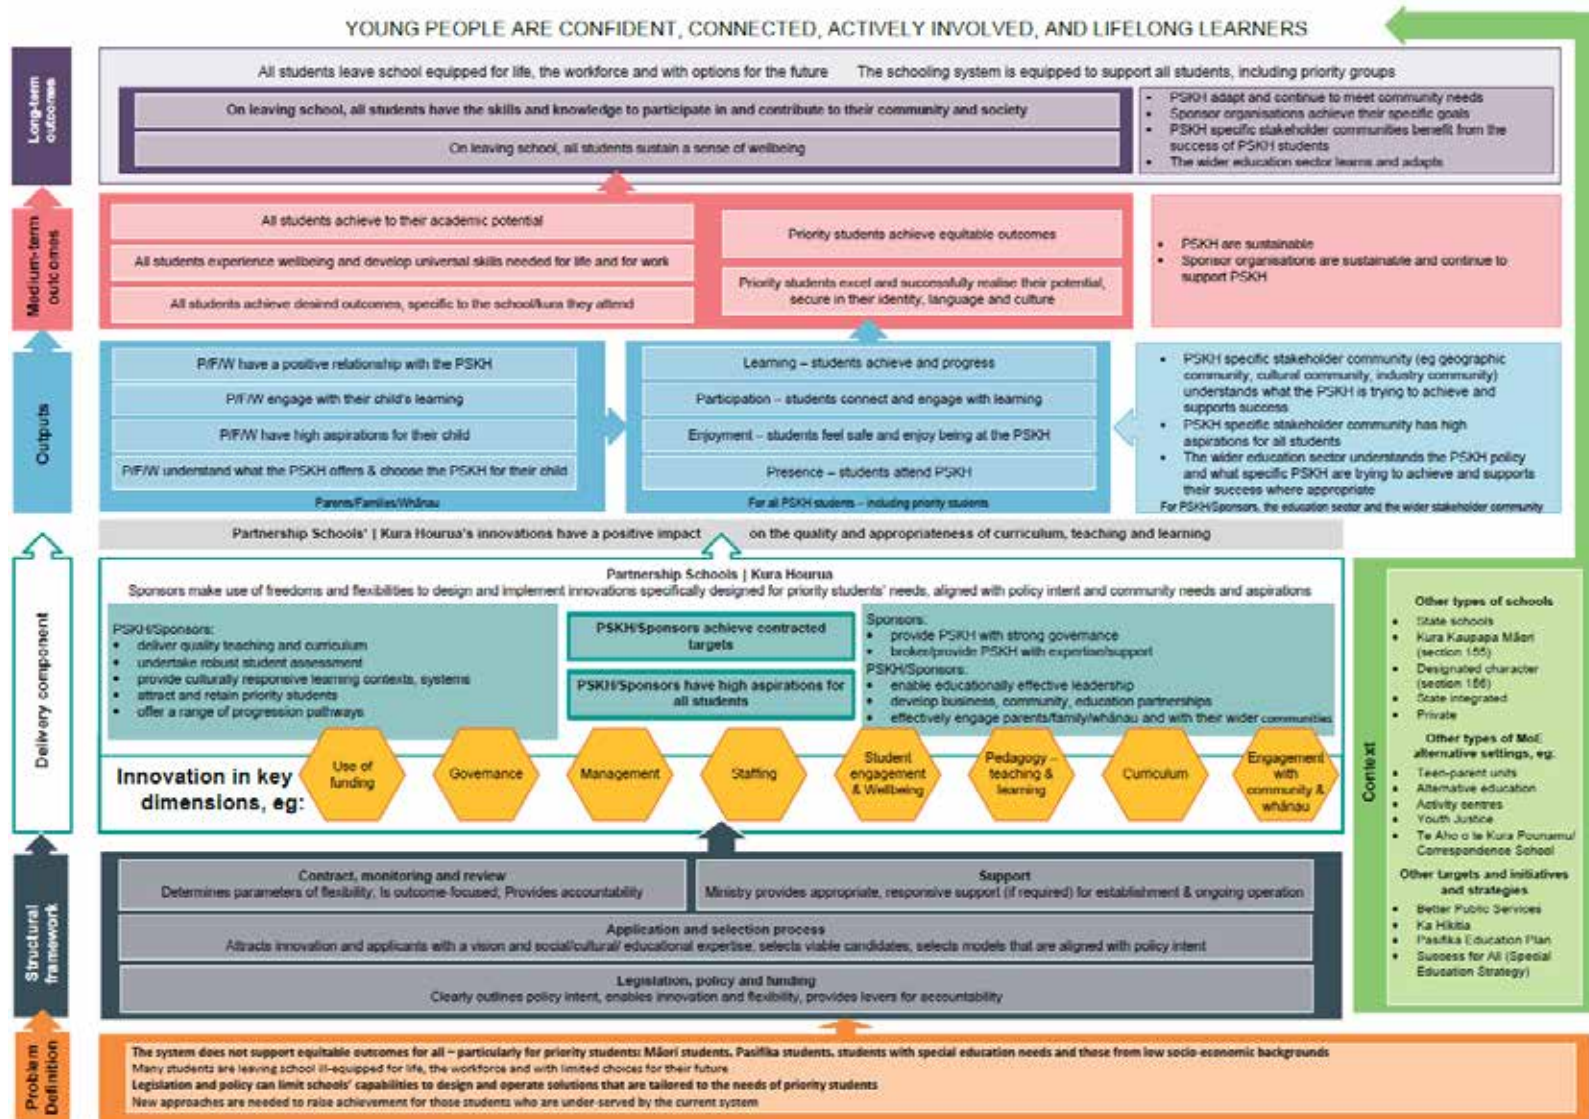 YOUNG PEOPLE ARE CONFIDENT, CONNECTED, ACTIVELY INVOLVED, AND LIFELONG LEARNERS
Long-term
outcomes
All students leave school equipped for life, the workforce and with options for the future
The schooling system is equipped to support all students, including priority groups
On leaving school, all students have the skills and knowledge to participate in and contribute to their community and society
On leaving school, all students sustain a sense of wellbeing
• PSKH adapt and continue to meet community needs
• Sponsor organisations achieve their specific goals
• PSKH specific stakeholder communities benefit from the
success of PSKH students
• The wider education sector learns and adapts
Medium-term
outcomes
All students achieve to their academic potential
All students experience wellbeing and develop universal skills needed for life and for work
All students achieve desired outcomes, specific to the school/kura they attend
Priority students achieve equitable outcomes
Priority students excel and successfully realise their potential,
secure in their identity, language and culture
• PSKH are sustainable
• Sponsor organisations are sustainable and continue to
support PSKH
Outputs
P/F/W have a positive relationship with the PSKH
P/F/W engage with their child's learning
P/F/W have high aspirations for their child
P/F/W understand what the PSKH offers & choose the PSKH for their child
Parents/Families/Whānau
Learning – students achieve and progress
Participation – students connect and engage with learning
Enjoyment – students feel safe and enjoy being at the PSKH
Presence – students attend PSKH
For all PSKH students – including priority students
• PSKH specific stakeholder community (eg geographic
community, cultural community, industry community)
understands what the PSKH is trying to achieve and
supports success
• PSKH specific stakeholder community has high
aspirations for all students
• The wider education sector understands the PSKH policy
and what specific PSKH are trying to achieve and supports
their success where appropriate
For PSKH/Sponsors, the education sector and the wider stakeholder community
Partnership Schools' | Kura Hourua's innovations have a positive impact on the quality and appropriateness of curriculum, teaching and learning
Delivery component
Partnership Schools | Kura Hourua
Sponsors make use of freedoms and flexibilities to design and implement innovations specifically designed for priority students' needs, aligned with policy intent and community needs and aspirations
PSKH/Sponsors:
• deliver quality teaching and curriculum
• undertake robust student assessment
• provide culturally responsive learning contexts, systems
• attract and retain priority students
• offer a range of progression pathways
PSKH/Sponsors achieve contracted
targets
PSKH/Sponsors have high aspirations for
all students
Sponsors:
• provide PSKH with strong governance
• broker/provide PSKH with expertise/support
PSKH/Sponsors:
• enable educationally effective leadership
• develop business, community, education partnerships
• effectively engage parents/family/whānau and with their wider communities
Innovation in key
dimensions, eg:
Use of
funding
Governance
Management
Staffing
Student
engagement
& Wellbeing
Pedagogy –
teaching &
learning
Curriculum
Engagement
with
community &
whānau
Context
Other types of schools
• State schools
• Kura Kaupapa Māori
(section 155)
• Designated character
(section 156)
• State integrated
• Private
Other types of MoE
alternative settings, eg:
• Teen-parent units
• Alternative education
• Activity centres
• Youth Justice
• Te Aho o te Kura Pounamu/
Correspondence School
Other targets and initiatives
and strategies
• Better Public Services
• Ka Hikitia
• Pasifika Education Plan
• Success for All (Special
Education Strategy)
Structural
framework
Contract, monitoring and review
Determines parameters of flexibility; Is outcome-focused; Provides accountability
Support
Ministry provides appropriate, responsive support (if required) for establishment & ongoing operation
Application and selection process
Attracts innovation and applicants with a vision and social/cultural/ educational expertise; selects viable candidates; selects models that are aligned with policy intent
Legislation, policy and funding
Clearly outlines policy intent, enables innovation and flexibility, provides levers for accountability
Problem
Definition
The system does not support equitable outcomes for all – particularly for priority students: Māori students, Pasifika students, students with special education needs and those from low socio-economic backgrounds
Many students are leaving school ill-equipped for life, the workforce and with limited choices for their future
Legislation and policy can limit schools' capabilities to design and operate solutions that are tailored to the needs of priority students
New approaches are needed to raise achievement for those students who are under-served by the current system